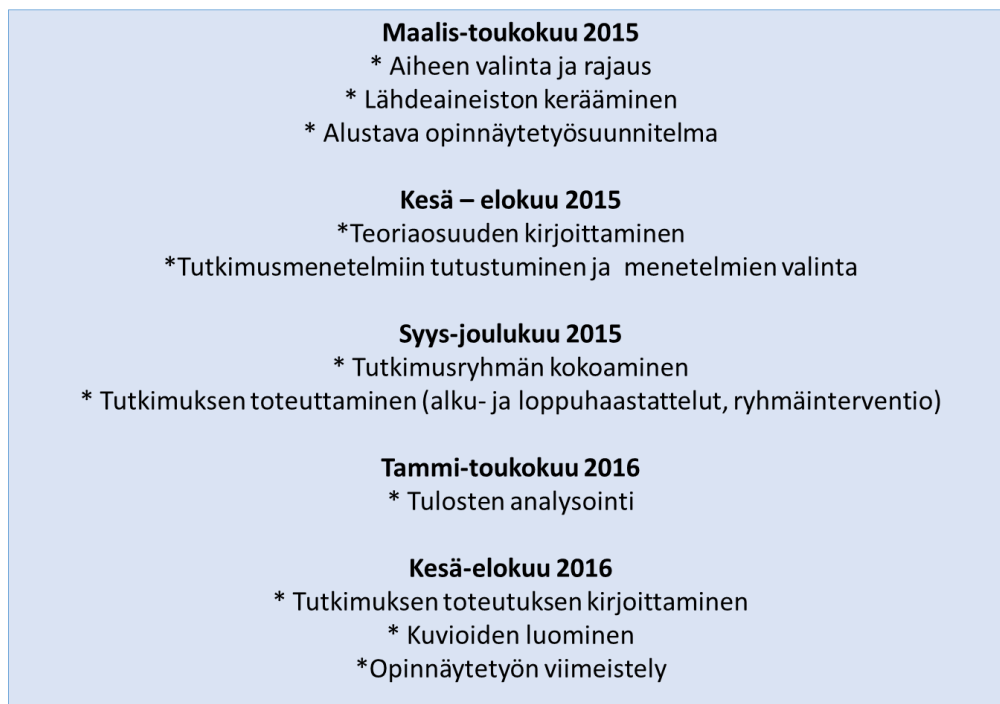 Maalis-toukokuu 2015
* Aiheen valinta ja rajaus
* Lähdeaineiston kerääminen
* Alustava opinnäytetyösuunnitelma
Kesä – elokuu 2015
*Teoriaosuuden kirjoittaminen
*Tutkimusmenetelmiin tutustuminen ja  menetelmien valinta
Syys-joulukuu 2015
* Tutkimusryhmän kokoaminen
* Tutkimuksen toteuttaminen (alku- ja loppuhaastattelut, ryhmäinterventio)
Tammi-toukokuu 2016
* Tulosten analysointi
Kesä-elokuu 2016
* Tutkimuksen toteutuksen kirjoittaminen
* Kuvioiden luominen
*Opinnäytetyön viimeistely